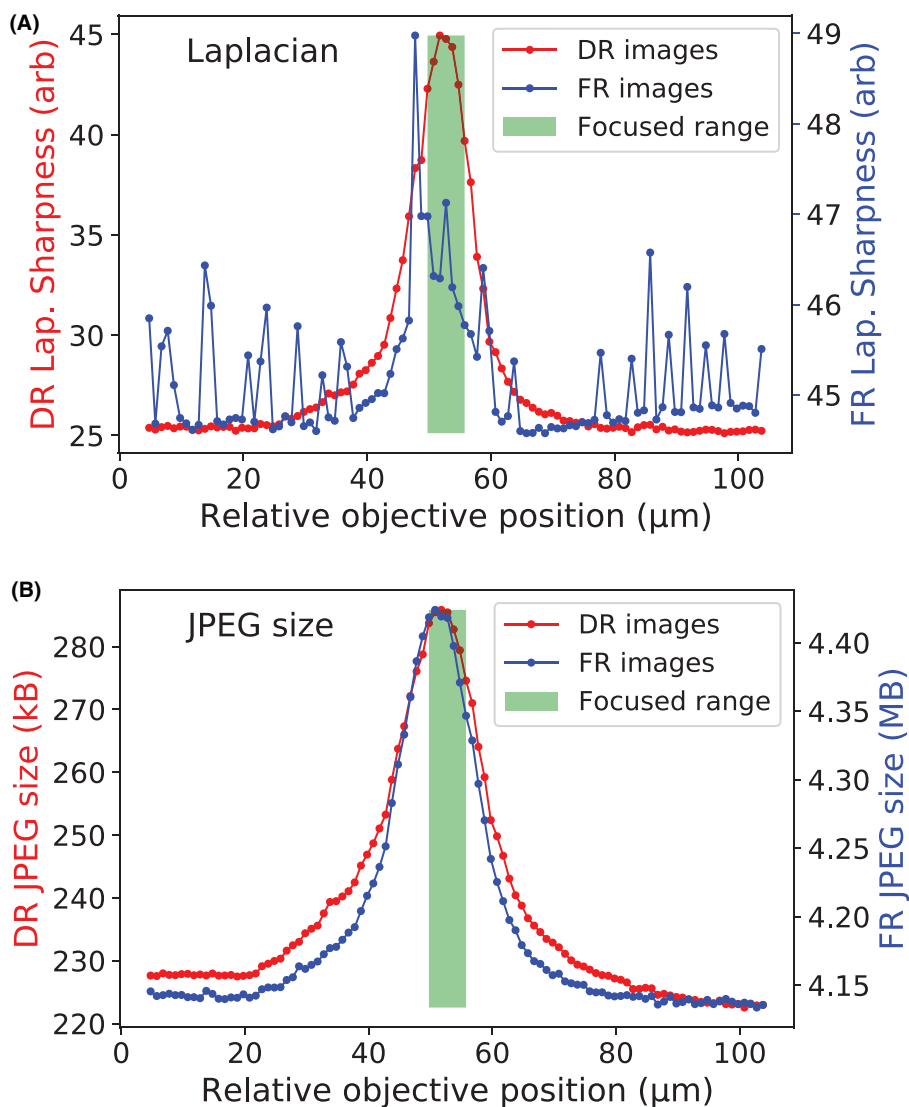 (A)
Laplacian
DR images
FR images
Focused range
DR Lap. Sharpness (arb)
45
40
35
30
25
FR Lap. Sharpness (arb)
49
48
47
46
45
0 20 40 60 80 100
Relative objective position (μm)
(B)
JPEG size
DR images
FR images
Focused range
DR JPEG size (kB)
280
270
260
250
240
230
220
FR JPEG size (MB)
4.40
4.35
4.30
4.25
4.20
4.15
0 20 40 60 80 100
Relative objective position (μm)